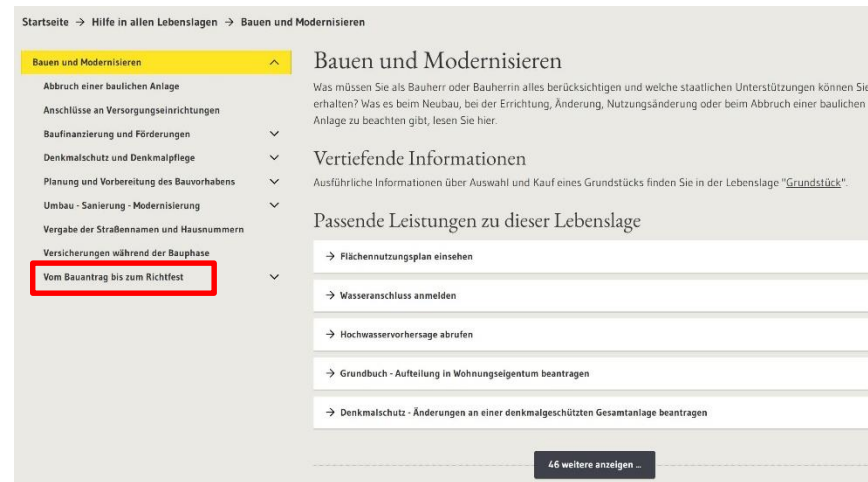 Startseite → Hilfe in allen Lebenslagen → Bauen und Modernisieren
Bauen und Modernisieren
Abbruch einer baulichen Anlage
Anschlüsse an Versorgungseinrichtungen
Baufinanzierung und Förderungen
Denkmalschutz und Denkmalpflege
Planung und Vorbereitung des Bauvorhabens
Umbau - Sanierung - Modernisierung
Vergabe der Straßennamen und Hausnummern
Versicherungen während der Bauphase
Vom Bauantrag bis zum Richtfest
Bauen und Modernisieren
Was müssen Sie als Bauherr oder Bauherrin alles berücksichtigen und welche staatlichen Unterstützungen können Sie
erhalten? Was es beim Neubau, bei der Errichtung, Änderung, Nutzungsänderung oder beim Abbruch einer baulichen
Anlage zu beachten gibt, lesen Sie hier.
Vertiefende Informationen
Ausführliche Informationen über Auswahl und Kauf eines Grundstücks finden Sie in der Lebenslage "Grundstück".
Passende Leistungen zu dieser Lebenslage
→ Flächennutzungsplan einsehen
→ Wasseranschluss anmelden
→ Hochwasservorhersage abrufen
→ Grundbuch - Aufteilung in Wohnungseigentum beantragen
→ Denkmalschutz - Änderungen an einer denkmalgeschützten Gesamtanlage beantragen
46 weitere anzeigen ...